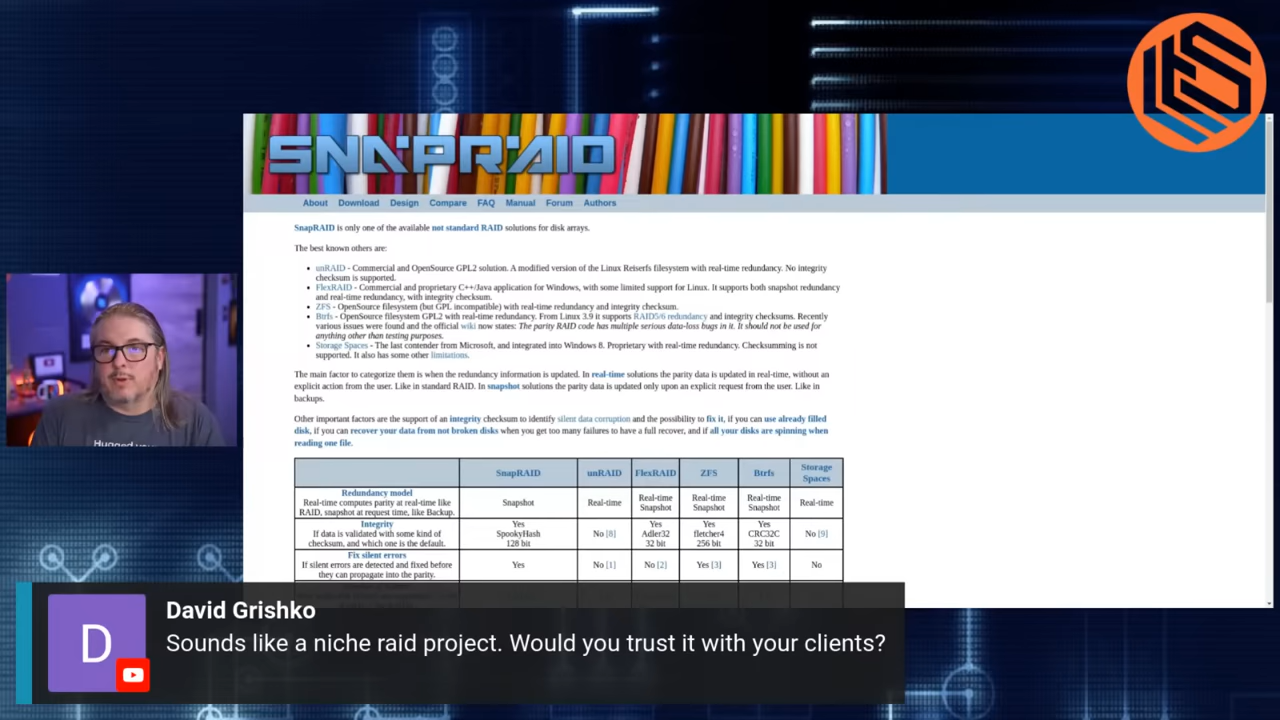 SNAPRAID
About Download Design Compare FAQ Manual Forum Authors
SnapRAID is only one of the available not standard RAID solutions for disk arrays.
The best known others are:
• unRAID - Commercial and OpenSource GPL2 solution. A modified version of the Linux Reiserfs filesystem with real-time redundancy. No integrity
checksum is supported.
• FlexRAID - Commercial and proprietary C++/Java application for Windows, with some limited support for Linux. It supports both snapshot redundancy
and real-time redundancy, with integrity checksum.
• ZFS - OpenSource filesystem (but GPL incompatible) with real-time redundancy and integrity checksum.
• Btrfs - OpenSource filesystem GPL2 with real-time redundancy. From Linux 3.9 it supports RAID5/6 redundancy and integrity checksums. Recently
various issues were found and the official wiki now states: The parity RAID code has multiple serious data-loss bugs in it. It should not be used for
anything other than testing purposes.
• Storage Spaces - The last contender from Microsoft, and integrated into Windows 8. Proprietary with real-time redundancy. Checksumming is not
supported. It also has some other limitations.
The main factor to categorize them is when the redundancy information is updated. In real-time solutions the parity data is updated in real-time, without an
explicit action from the user. Like in standard RAID. In snapshot solutions the parity data is updated only upon an explicit request from the user. Like in
backups.
Other important factors are the support of an integrity checksum to identify silent data corruption and the possibility to fix it, if you can use already filled
disk, if you can recover your data from not broken disks when you get too many failures to have a full recover, and if all your disks are spinning when
reading one file.
SnapRAID unRAID FlexRAID ZFS Btrfs Storage Spaces
Redundancy model
Real-time computes parity at real-time like
RAID, snapshot at request time, like Backup.
Snapshot
Real-time
Real-time
Snapshot
Real-time
Snapshot
Real-time
Snapshot
Real-time
Integrity
If data is validated with some kind of
checksum, and which one is the default.
Yes
SpookyHash
128 bit
No [8]
Yes
Adler32
32 bit
Yes
fletcher4
256 bit
Yes
CRC32C
32 bit
No [9]
Fix silent errors
If silent errors are detected and fixed before
they can propagate into the parity.
Yes
No [1]
No [2]
Yes [3]
Yes [3]
No
Hugged your
D
David Grishko
Sounds like a niche raid project. Would you trust it with your clients?